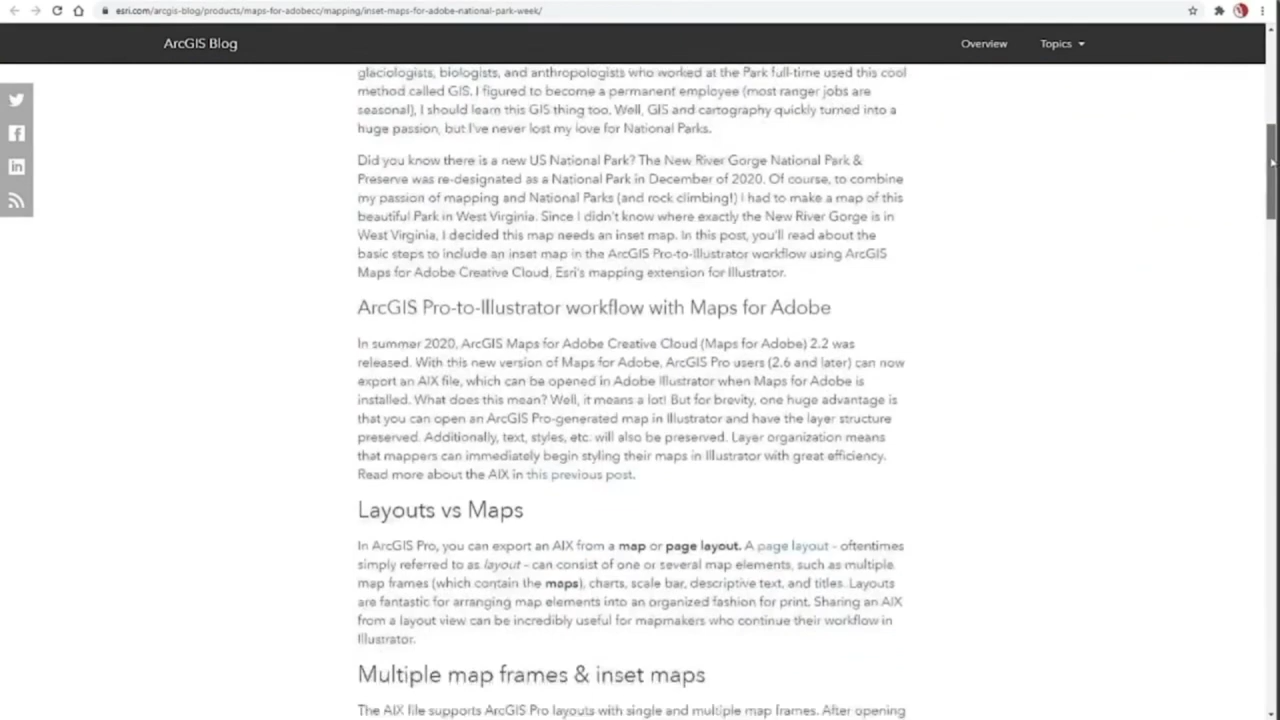 esri.com/arcgis-blog/products/maps-for-adobecc/mapping/inset-maps-for-adobe-national-park-week/
ArcGIS Blog
Overview
Topics
glaciologists, biologists, and anthropologists who worked at the Park full-time used this cool
method called GIS. I figured to become a permanent employee (most ranger jobs are
seasonal), I should learn this GIS thing too. Well, GIS and cartography quickly turned into a
huge passion, but I've never lost my love for National Parks.
Did you know there is a new US National Park? The New River Gorge National Park &
Preserve was re-designated as a National Park in December of 2020. Of course, to combine
my passion of mapping and National Parks (and rock climbing!) I had to make a map of this
beautiful Park in West Virginia. Since I didn't know where exactly the New River Gorge is in
West Virginia, I decided this map needs an inset map. In this post, you'll read about the
basic steps to include an inset map in the ArcGIS Pro-to-Illustrator workflow using ArcGIS
Maps for Adobe Creative Cloud, Esri's mapping extension for Illustrator.
ArcGIS Pro-to-Illustrator workflow with Maps for Adobe
In summer 2020, ArcGIS Maps for Adobe Creative Cloud (Maps for Adobe) 2.2 was
released. With this new version of Maps for Adobe, ArcGIS Pro users (2.6 and later) can now
export an AIX file, which can be opened in Adobe Illustrator when Maps for Adobe is
installed. What does this mean? Well, it means a lot! But for brevity, one huge advantage is
that you can open an ArcGIS Pro-generated map in Illustrator and have the layer structure
preserved. Additionally, text, styles, etc. will also be preserved. Layer organization means
that mappers can immediately begin styling their maps in Illustrator with great efficiency.
Read more about the AIX in this previous post.
Layouts vs Maps
In ArcGIS Pro, you can export an AIX from a map or page layout. A page layout - oftentimes
simply referred to as layout - can consist of one or several map elements, such as multiple
map frames (which contain the maps), charts, scale bar, descriptive text, and titles. Layouts
are fantastic for arranging map elements into an organized fashion for print. Sharing an AIX
from a layout view can be incredibly useful for mapmakers who continue their workflow in
Illustrator.
Multiple map frames & inset maps
The AIX file supports ArcGIS Pro layouts with single and multiple map frames. After opening